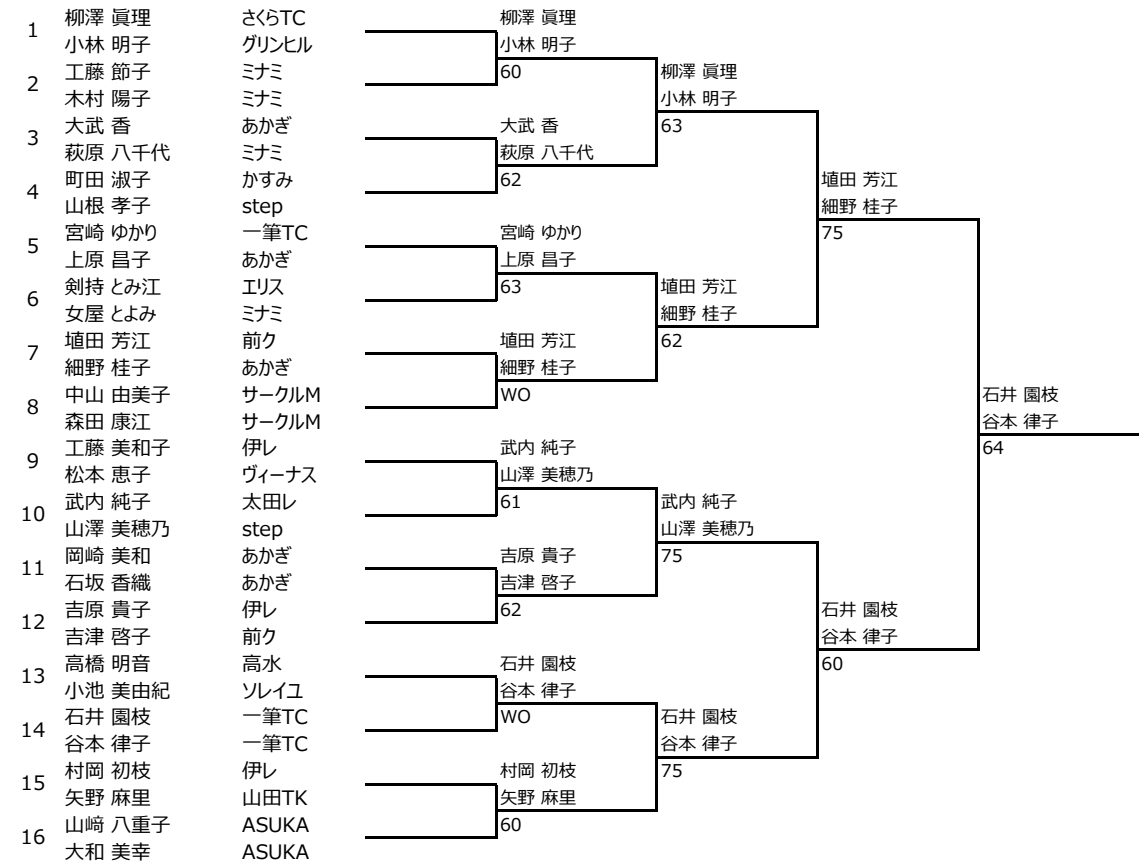 1 柳澤 眞理 さくらTC 柳澤 眞理
小林 明子 グリンヒル 小林 明子
2 工藤 節子 ミナミ 60 柳澤 眞理
木村 陽子 ミナミ 小林 明子
3 大武 香 あかぎ 大武 香 63
萩原 八千代 ミナミ 萩原 八千代
4 町田 淑子 かすみ 62 埴田 芳江
山根 孝子 step 細野 桂子
5 宮崎 ゆかり 一筆TC 宮崎 ゆかり 75
上原 昌子 あかぎ 上原 昌子
6 剣持 とみ江 エリス 63 埴田 芳江
女屋 とよみ ミナミ 細野 桂子
7 埴田 芳江 前ク 埴田 芳江 62
細野 桂子 あかぎ 細野 桂子
8 中山 由美子 サークルM WO 石井 園枝
森田 康江 サークルM 谷本 律子
9 工藤 美和子 伊レ 武内 純子 64
松本 恵子 ヴィーナス 山澤 美穂乃
10 武内 純子 太田レ 61 武内 純子
山澤 美穂乃 step 山澤 美穂乃
11 岡崎 美和 あかぎ 吉原 貴子 75
石坂 香織 あかぎ 吉津 啓子
12 吉原 貴子 伊レ 62 石井 園枝
吉津 啓子 前ク 谷本 律子
13 高橋 明音 高水 石井 園枝 60
小池 美由紀 ソレイユ 谷本 律子
14 石井 園枝 一筆TC WO 石井 園枝
谷本 律子 一筆TC 谷本 律子
15 村岡 初枝 伊レ 村岡 初枝 75
矢野 麻里 山田TK 矢野 麻里
16 山﨑 八重子 ASUKA 60
大和 美幸 ASUKA